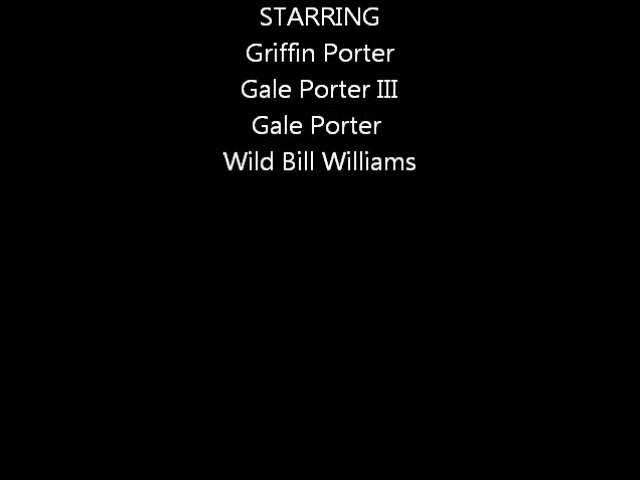 STARRING
Griffin Porter
Gale Porter III
Gale Porter
Wild Bill Williams